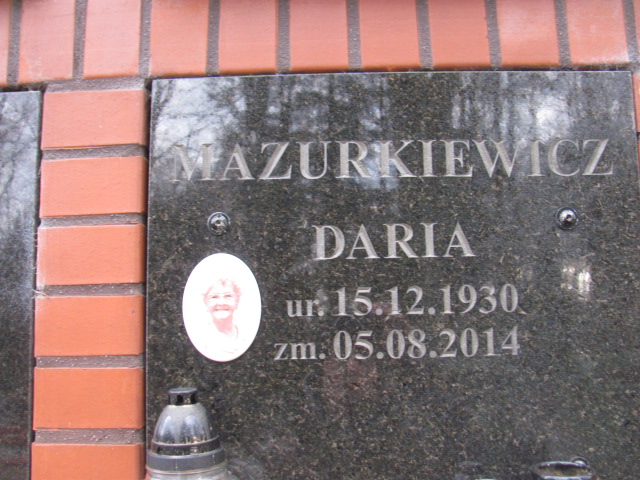 MAZURKIEWICZ
DARIA
ur. 15.12.1930
zm. 05.08.2014